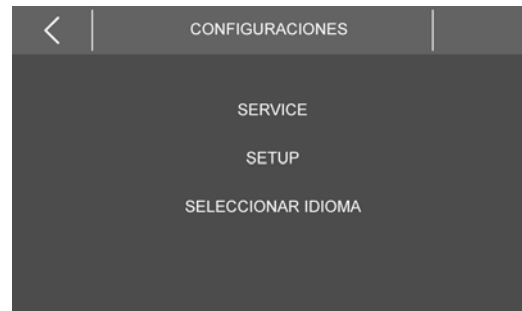 CONFIGURACIONES
SERVICE
SETUP
SELECCIONAR IDIOMA